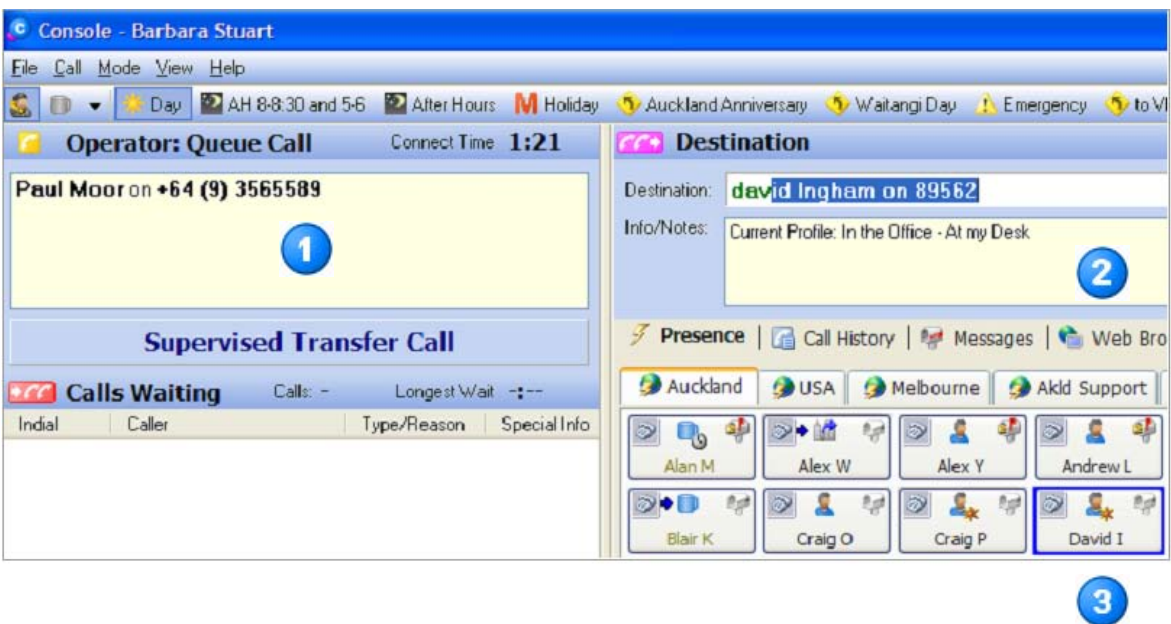 Console - Barbara Stuart
File Call Mode View Help
Day AH 8-8:30 and 5-6 After Hours Holiday Auckland Anniversary Waitangi Day Emergency to
Operator: Queue Call Connect Time 1:21
Paul Moor on +64 (9) 3565589
1
Supervised Transfer Call
Calls Waiting Calls: - Longest Wait -:--
Indial Caller Type/Reason Special Info
Destination
Destination: david Ingham on 89562
Info/Notes: Current Profile: In the Office - At my Desk
2
Presence Call History Messages Web Bro
Auckland USA Melbourne Akld Support
Alan M Alex W Alex Y Andrew L
Blair K Craig O Craig P David I
3